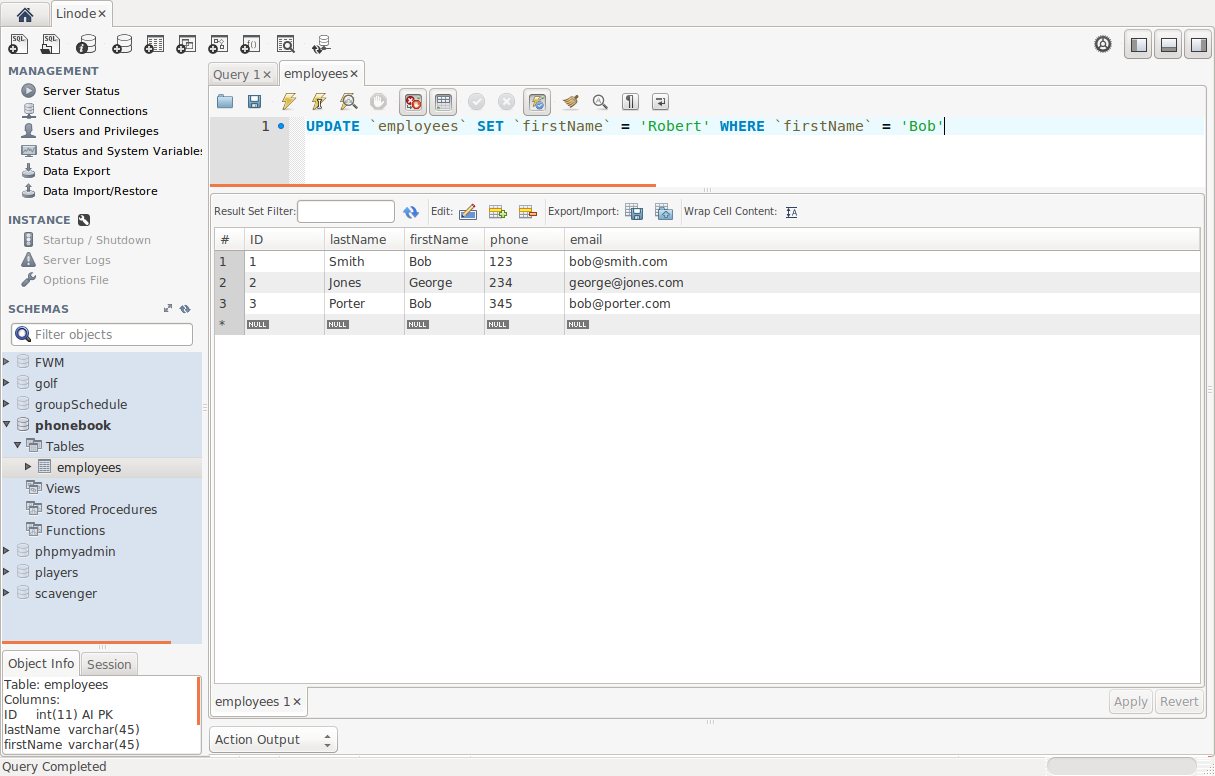 Linode×
SQL
SQL
MANAGEMENT
Server Status
Client Connections
Users and Privileges
Status and System Variables
Data Export
Data Import/Restore
INSTANCE
Startup / Shutdown
Server Logs
Options File
SCHEMAS
Filter objects
FWM
golf
groupSchedule
phonebook
Tables
employees
Views
Stored Procedures
Functions
phpmyadmin
players
scavenger
Object Info
Session
Table: employees
Columns:
ID int(11) AI PK
lastName varchar(45)
firstName varchar(45)
Query 1×
employees×
1 UPDATE `employees` SET `firstName` = 'Robert' WHERE `firstName` = 'Bob'
Result Set Filter: Edit: Export/Import: Wrap Cell Content: IA
# ID lastName firstName phone email
1 1 Smith Bob 123 bob@smith.com
2 2 Jones George 234 george@jones.com
3 3 Porter Bob 345 bob@porter.com
* NULL NULL NULL NULL NULL
employees 1×
Apply Revert
Action Output
Query Completed